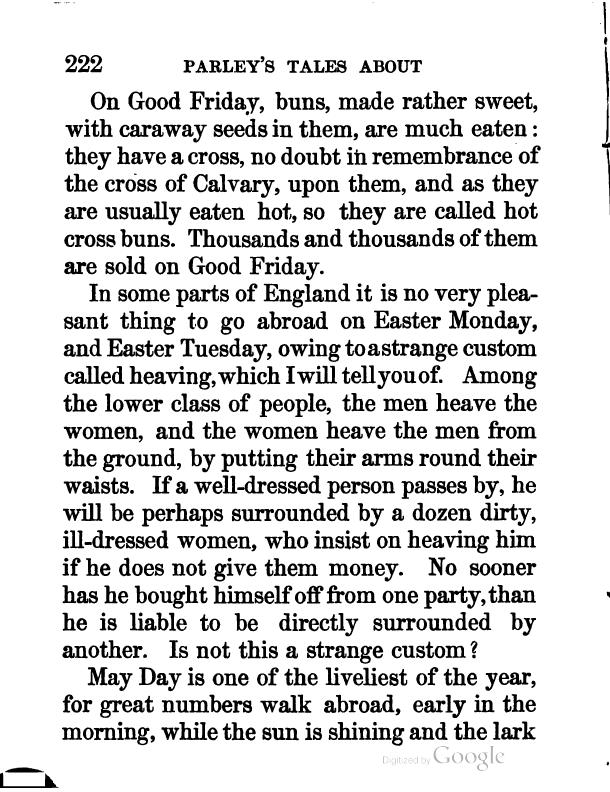 222 PARLEY'S TALES ABOUT
On Good Friday, buns, made rather sweet,
with caraway seeds in them, are much eaten:
they have a cross, no doubt in remembrance of
the cross of Calvary, upon them, and as they
are usually eaten hot, so they are called hot
cross buns. Thousands and thousands of them
are sold on Good Friday.
In some parts of England it is no very plea-
sant thing to go abroad on Easter Monday,
and Easter Tuesday, owing to a strange custom
called heaving, which I will tell you of. Among
the lower class of people, the men heave the
women, and the women heave the men from
the ground, by putting their arms round their
waists. If a well-dressed person passes by, he
will be perhaps surrounded by a dozen dirty,
ill-dressed women, who insist on heaving him
if he does not give them money. No sooner
has he bought himself off from one party, than
he is liable to be directly surrounded by
another. Is not this a strange custom?
May Day is one of the liveliest of the year,
for great numbers walk abroad, early in the
morning, while the sun is shining and the lark
Digitized by Google